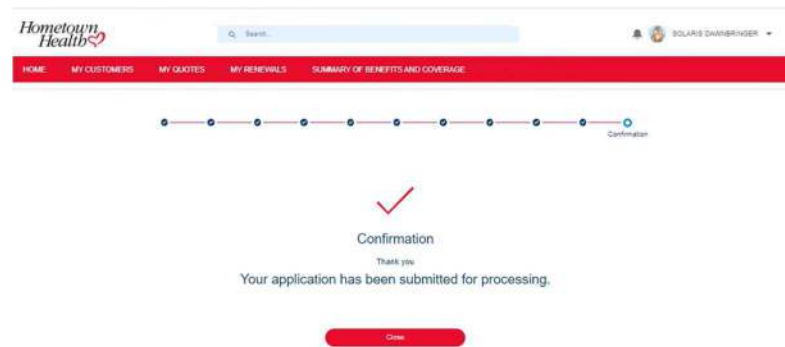 Hometown
Health
Search...
SOLARIS DAWNBRINGER
HOME MY CUSTOMERS MY QUOTES MY RENEWALS SUMMARY OF BENEFITS AND COVERAGE
Confirmation
Confirmation
Thank you
Your application has been submitted for processing.
Close